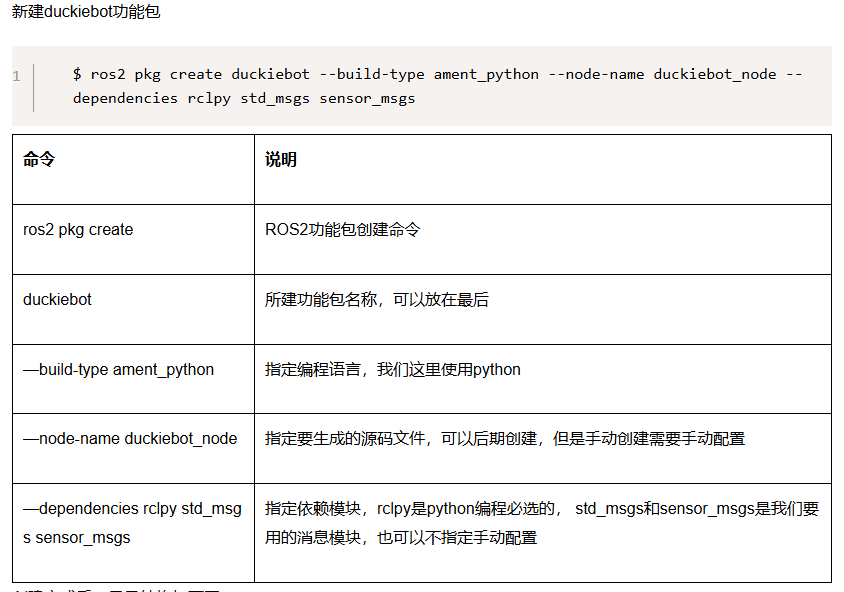 新建duckiebot功能包
1
$ ros2 pkg create duckiebot --build-type ament_python --node-name duckiebot_node --
dependencies rclpy std_msgs sensor_msgs
命令
说明
ros2 pkg create
ROS2功能包创建命令
duckiebot
所建功能包名称，可以放在最后
—build-type ament_python
指定编程语言，我们这里使用python
—node-name duckiebot_node
指定要生成的源码文件，可以后期创建，但是手动创建需要手动配置
—dependencies rclpy std_msg
s sensor_msgs
指定依赖模块，rclpy是python编程必选的， std_msgs和sensor_msgs是我们要
用的消息模块，也可以不指定手动配置